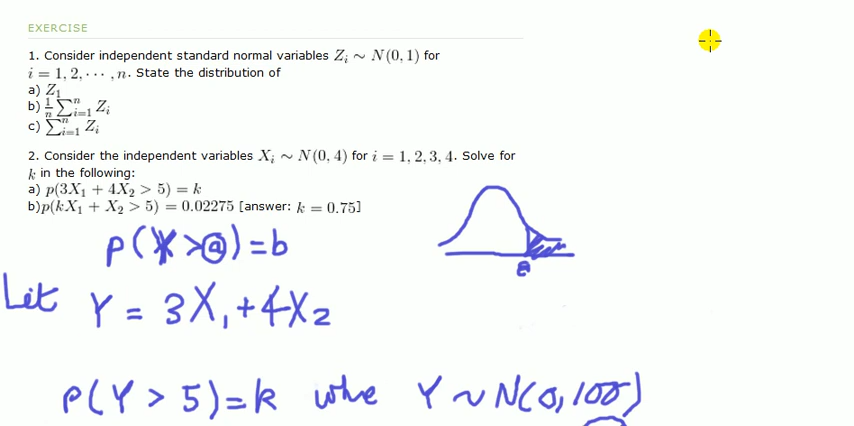 EXERCISE
1. Consider independent standard normal variables Z_i ∼ N(0, 1) for
i = 1, 2, ⋯ , n. State the distribution of
a) Z_1
b) 1/n ∑_{i=1}^{n} Z_i
c) ∑_{i=1}^{n} Z_i
2. Consider the independent variables X_i ∼ N(0, 4) for i = 1, 2, 3, 4. Solve for
k in the following:
a) p(3X_1 + 4X_2 > 5) = k
b)p(kX_1 + X_2 > 5) = 0.02275 [answer: k = 0.75]
p(X > a) = b
a
Let Y = 3X_1 + 4X_2
p(Y > 5) = k whe Y ∼ N(0, 100)